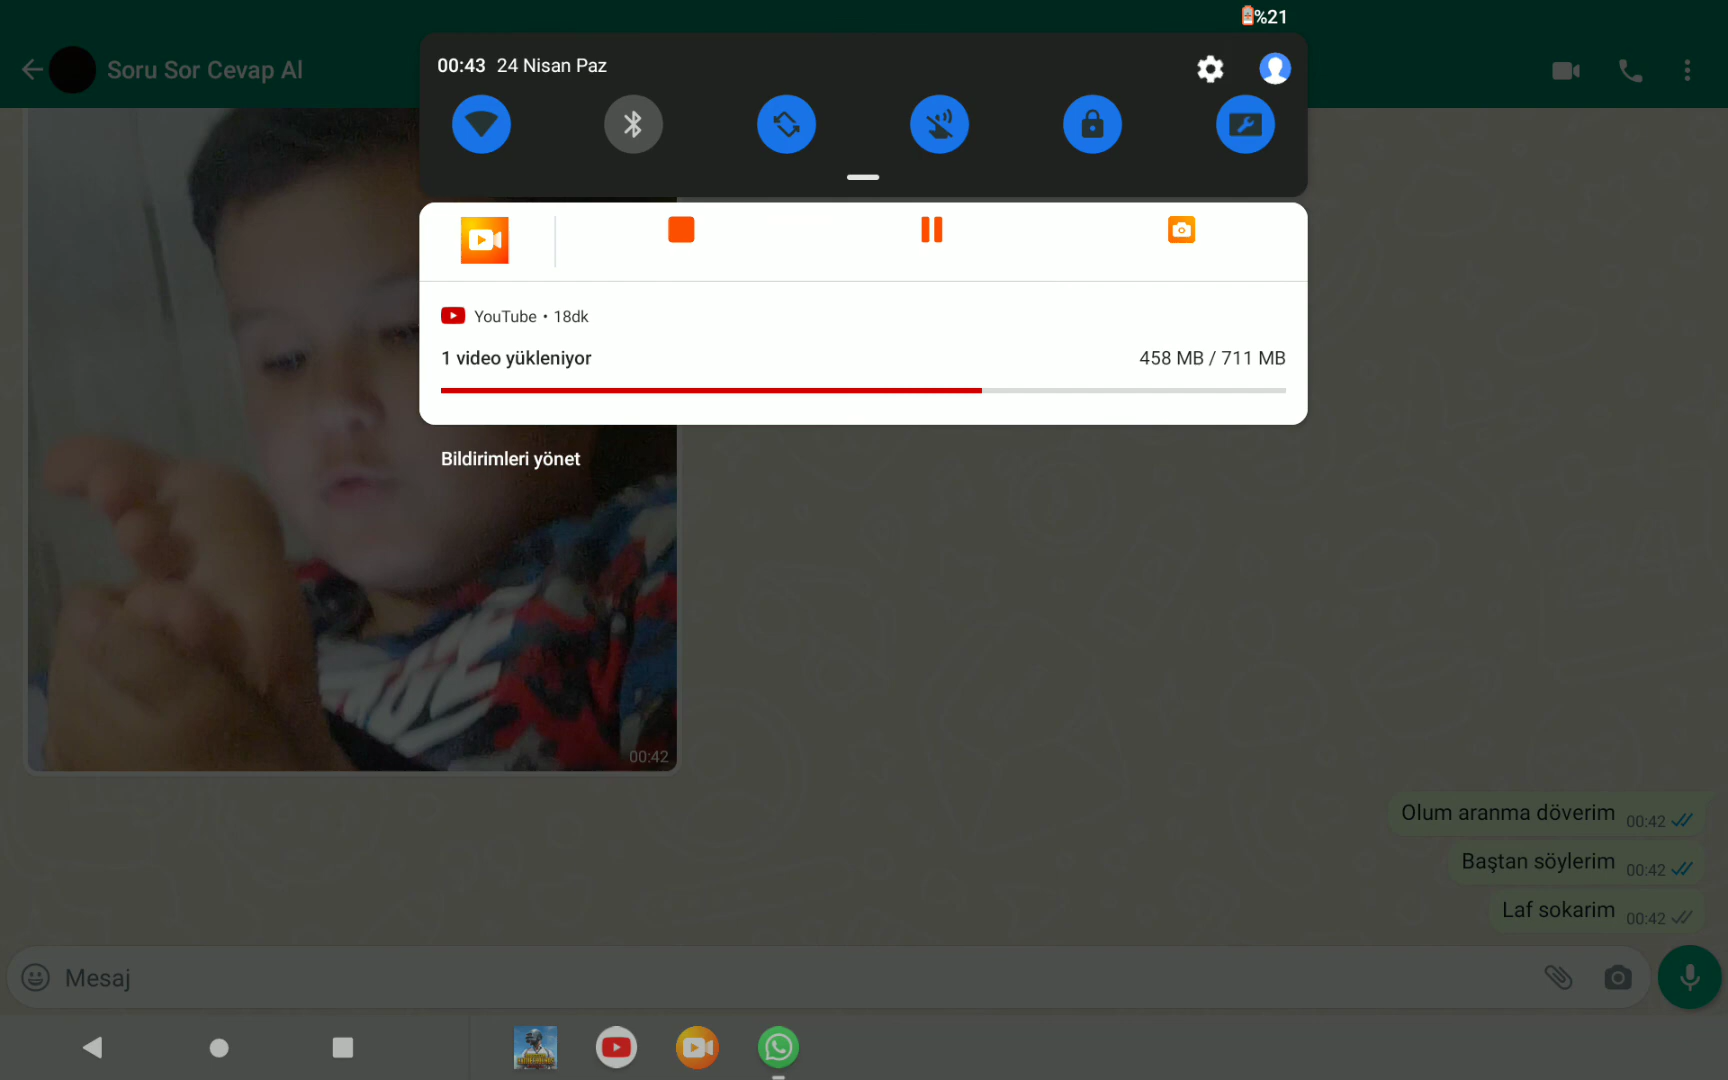 %21
Soru Sor Cevap Al
00:43 24 Nisan Paz
YouTube • 18dk
1 video yükleniyor
458 MB / 711 MB
Bildirimleri yönet
00:42
Olum aranma döverim 00:42
Baştan söylerim 00:42
Laf sokarim 00:42
Mesaj